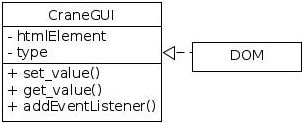 CraneGUI
- htmlElement
- type
+ set_value()
+ get_value()
+ addEventListener()
DOM